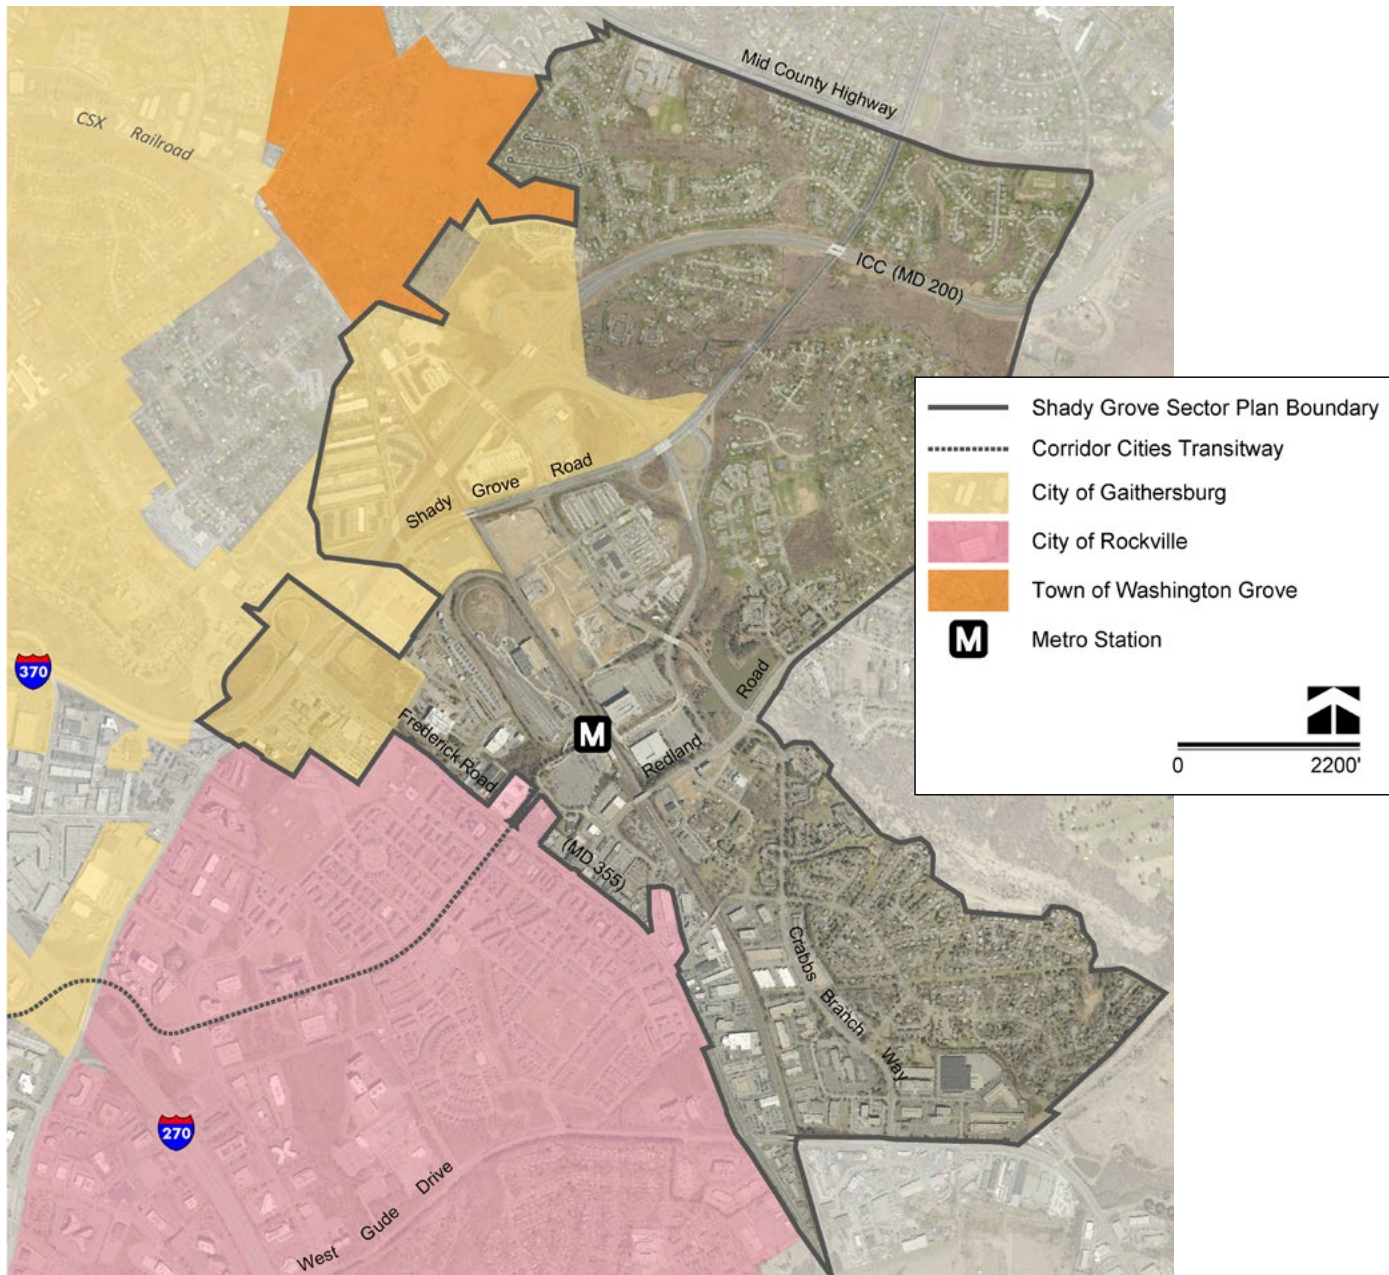 Mid County Highway
CSX Railroad
ICC (MD 200)
Shady Grove Road
370
Frederick Road
(MD 355)
M
Redland Road
Crabbs Branch Way
270
West Gude Drive
Shady Grove Sector Plan Boundary
Corridor Cities Transitway
City of Gaithersburg
City of Rockville
Town of Washington Grove
M
Metro Station
0 2200'